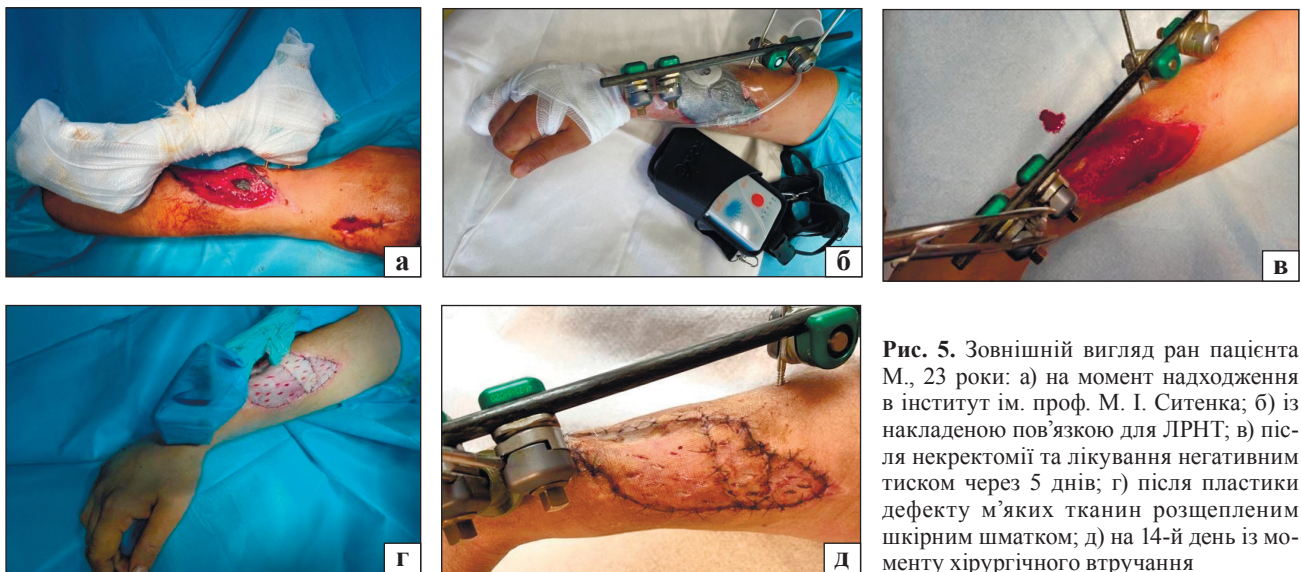 а
б
в
г
д
Рис. 5. Зовнішній вигляд ран пацієнта
М., 23 роки: а) на момент надходження
в інститут ім. проф. М. І. Ситенка; б) із
накладеною пов’язкою для ЛРНТ; в) піс-
ля некректомії та лікування негативним
тиском через 5 днів; г) після пластики
дефекту м’яких тканин розщепленим
шкірним шматком; д) на 14-й день із мо-
менту хірургічного втручання